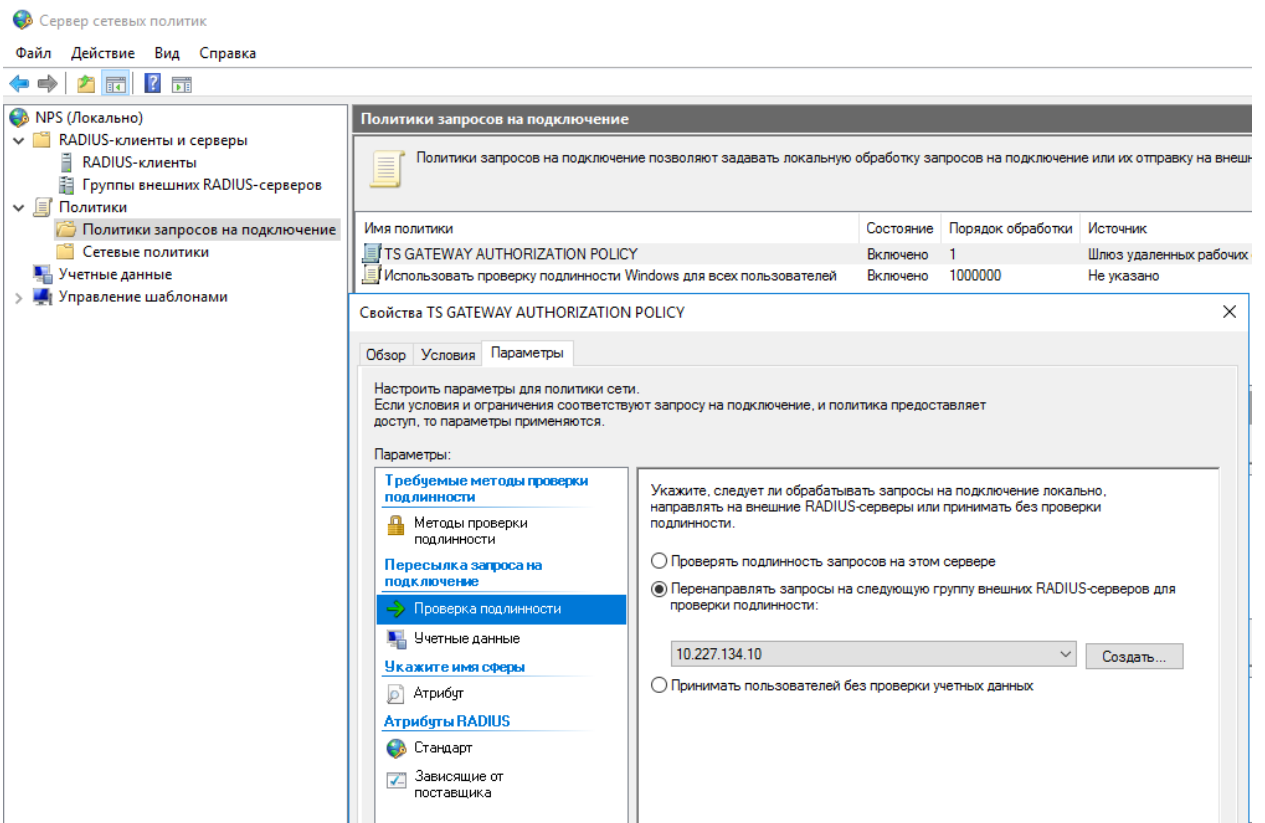 Сервер сетевых политик
Файл Действие Вид Справка
NPS (Локально)
RADIUS-клиенты и серверы
RADIUS-клиенты
Группы внешних RADIUS-серверов
Политики
Политики запросов на подключение
Сетевые политики
Учетные данные
Управление шаблонами
Политики запросов на подключение
Политики запросов на подключение позволяют задавать локальную обработку запросов на подключение или их отправку на внешн
Имя политики Состояние Порядок обработки Источник
TS GATEWAY AUTHORIZATION POLICY Включено 1 Шлюз удаленных рабочих
Использовать проверку подлинности Windows для всех пользователей Включено 1000000 Не указано
Свойства TS GATEWAY AUTHORIZATION POLICY
Обзор Условия Параметры
Настроить параметры для политики сети.
Если условия и ограничения соответствуют запросу на подключение, и политика предоставляет
доступ, то параметры применяются.
Параметры:
Требуемые методы проверки
подлинности
Методы проверки
подлинности
Пересылка запроса на
подключение
Проверка подлинности
Учетные данные
Укажите имя сферы
Атрибут
Атрибуты RADIUS
Стандарт
Зависящие от
поставщика
Укажите, следует ли обрабатывать запросы на подключение локально,
направлять на внешние RADIUS-серверы или принимать без проверки
подлинности.
Проверять подлинность запросов на этом сервере
Перенаправлять запросы на следующую группу внешних RADIUS-серверов для
проверки подлинности:
10.227.134.10 Создать...
Принимать пользователей без проверки учетных данных